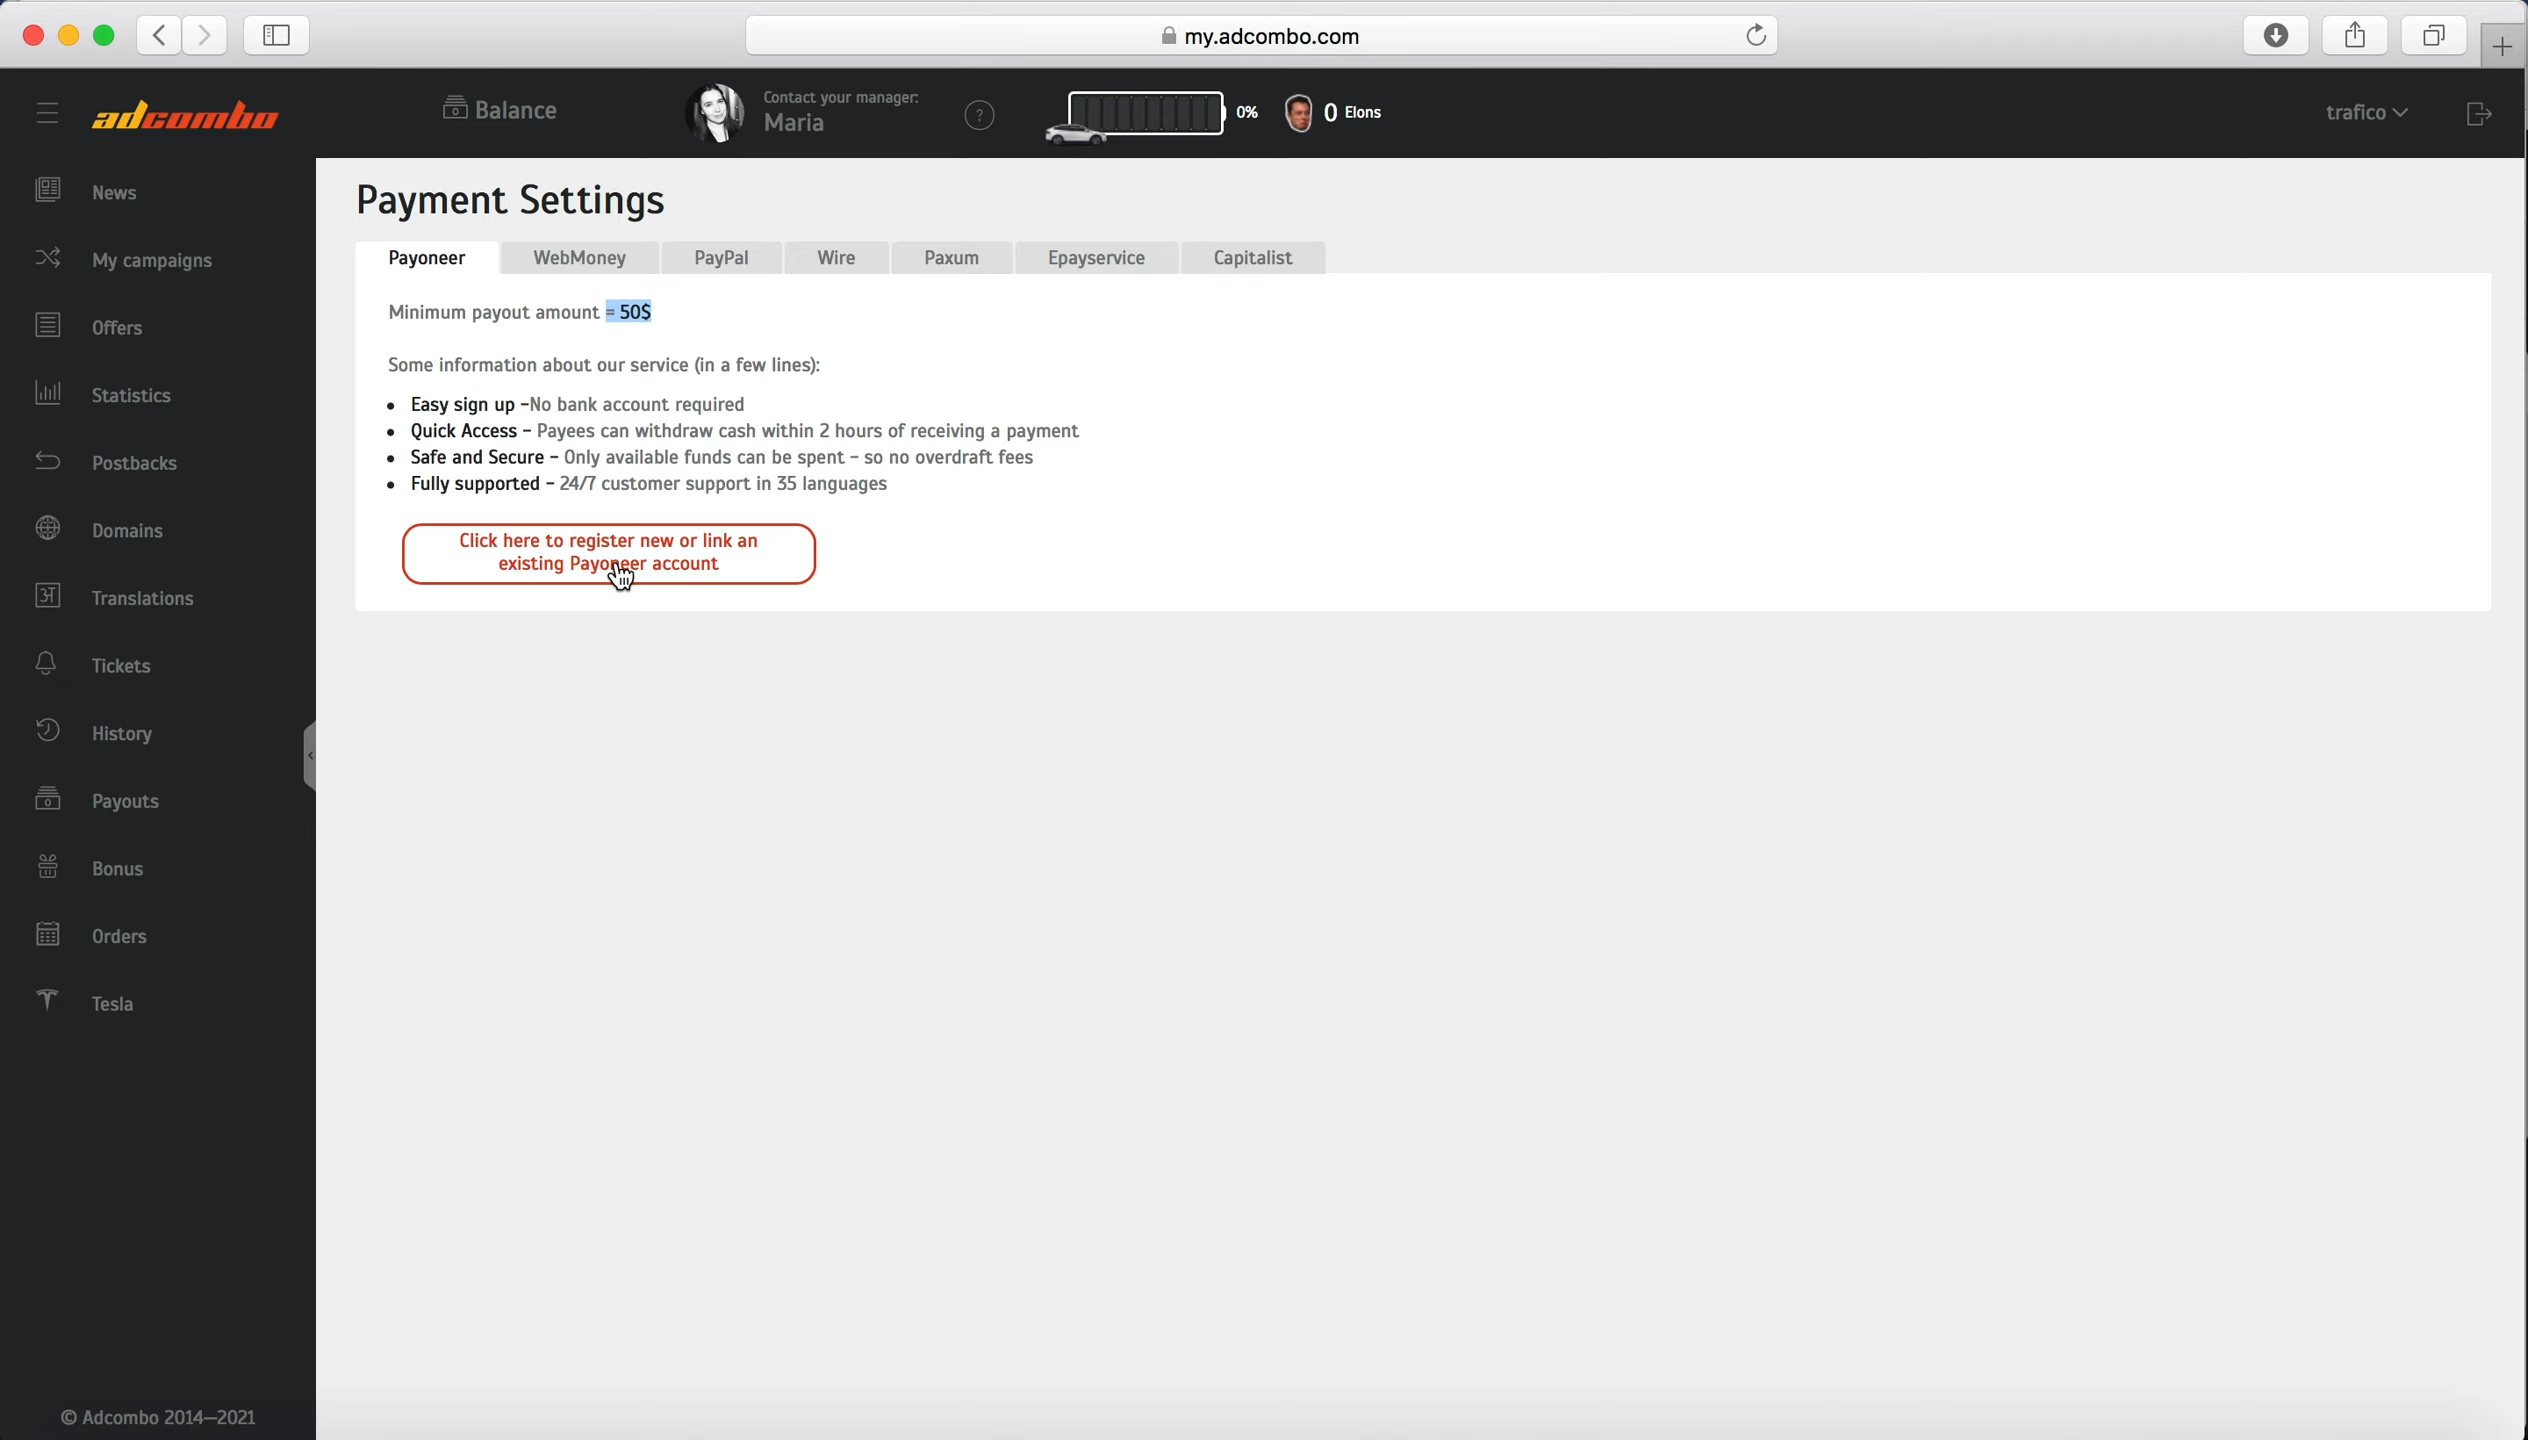 my.adcombo.com
adcombo
Balance
Contact your manager:
Maria
?
0%
0 Elons
trafico
News
My campaigns
Offers
Statistics
Postbacks
Domains
Translations
Tickets
History
Payouts
Bonus
Orders
Tesla
© Adcombo 2014—2021
Payment Settings
Payoneer
WebMoney
PayPal
Wire
Paxum
Epayservice
Capitalist
Minimum payout amount = 50$
Some information about our service (in a few lines):
Easy sign up –No bank account required
Quick Access – Payees can withdraw cash within 2 hours of receiving a payment
Safe and Secure – Only available funds can be spent – so no overdraft fees
Fully supported – 24/7 customer support in 35 languages
Click here to register new or link an
existing Payoneer account